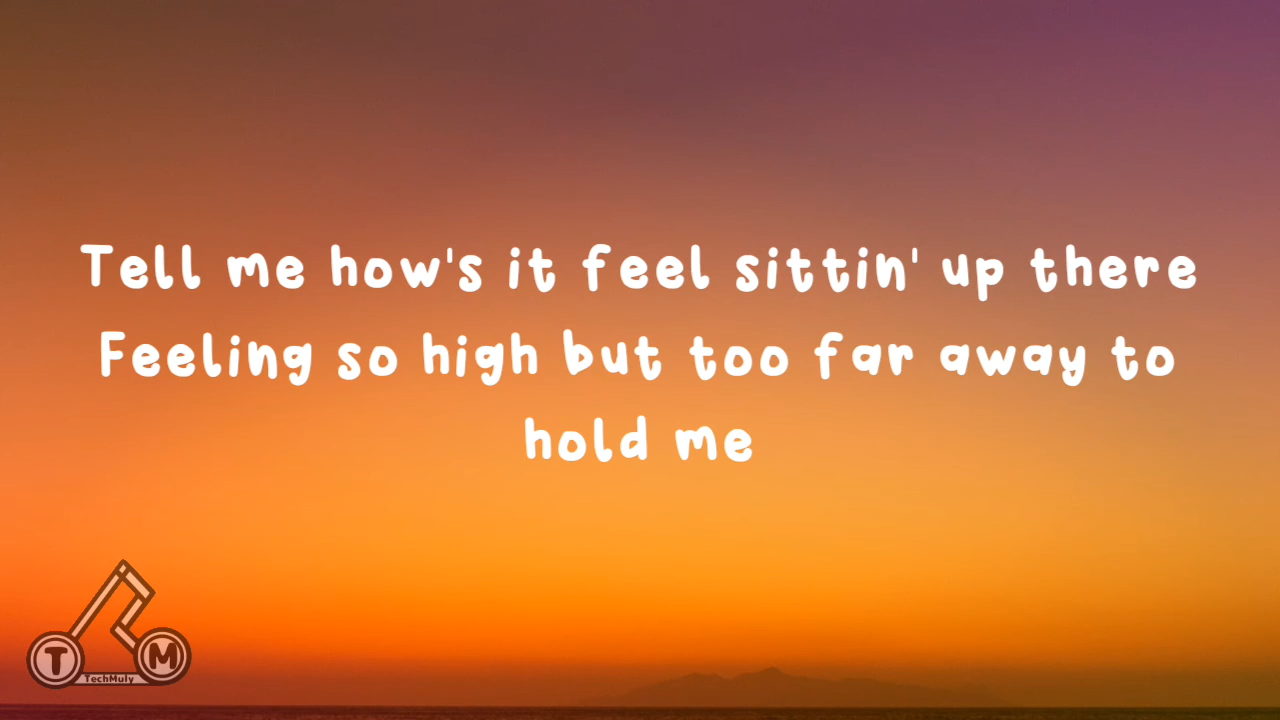 Tell me how's it feel sittin' up there
Feeling so high but too far away to
hold me
T M
TechMuly